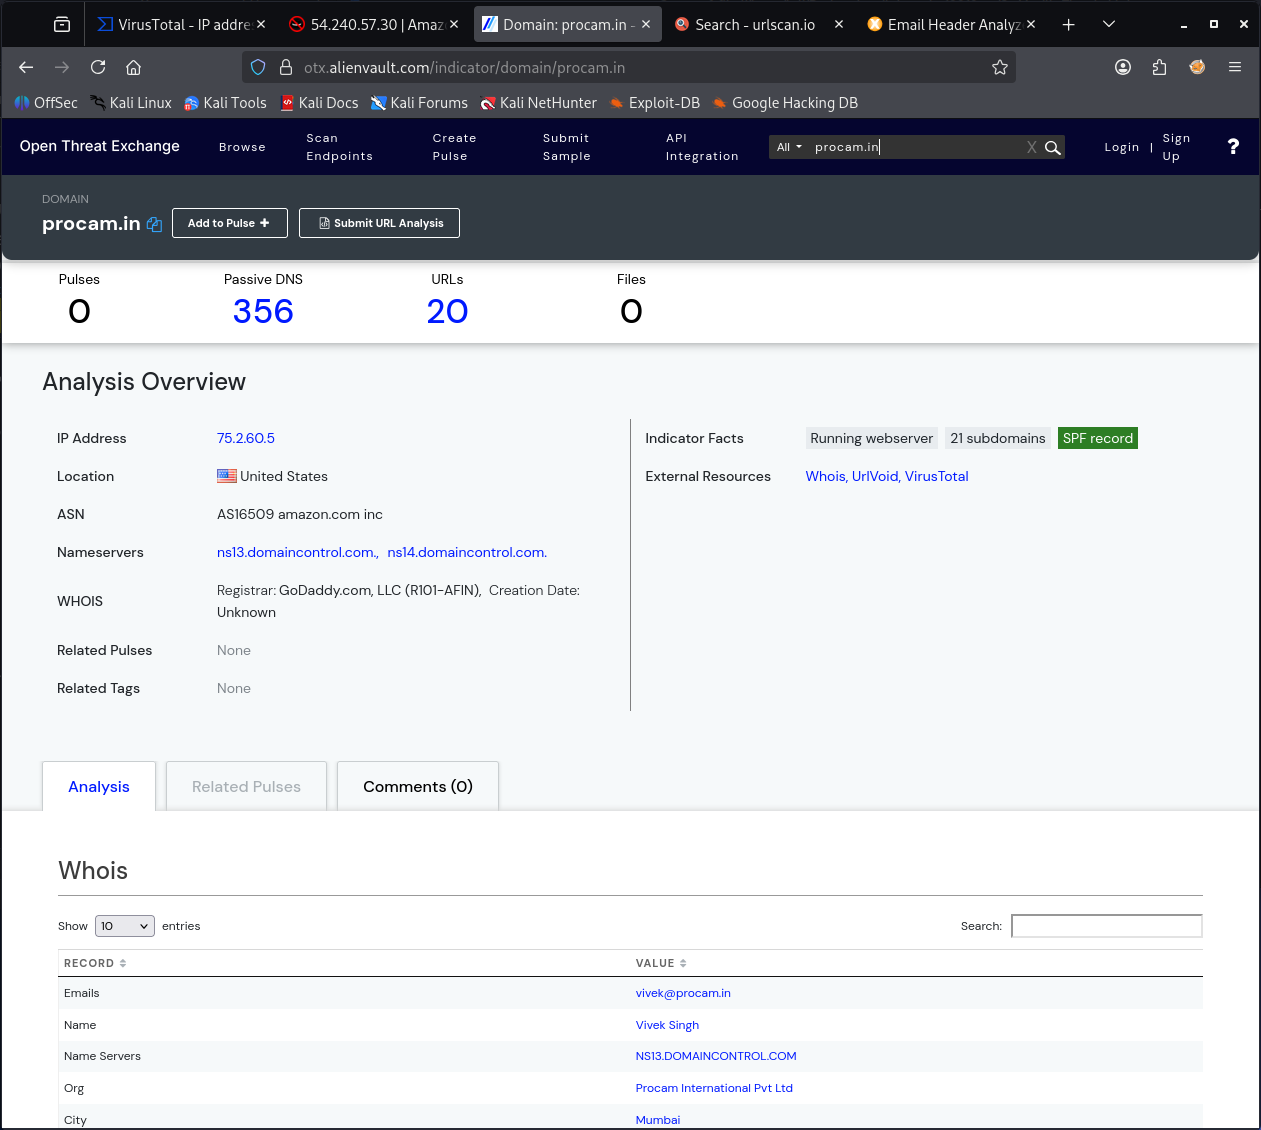 VirusTotal - IP addre
54.240.57.30 | Amaz
Domain: procam.in -
Search - urlscan.io
Email Header Analyz
otx.alienvault.com/indicator/domain/procam.in
OffSec Kali Linux Kali Tools Kali Docs Kali Forums Kali NetHunter Exploit-DB Google Hacking DB
Open Threat Exchange
Browse
Scan
Endpoints
Create
Pulse
Submit
Sample
API
Integration
All procam.in X
Login | Sign
Up
?
DOMAIN
procam.in Add to Pulse + Submit URL Analysis
Pulses Passive DNS URLs Files
0 356 20 0
Analysis Overview
IP Address 75.2.60.5
Location United States
ASN AS16509 amazon.com inc
Nameservers ns13.domaincontrol.com., ns14.domaincontrol.com.
WHOIS Registrar: GoDaddy.com, LLC (R101-AFIN), Creation Date:
Unknown
Related Pulses None
Related Tags None
Indicator Facts Running webserver 21 subdomains SPF record
External Resources Whois, UrlVoid, VirusTotal
Analysis Related Pulses Comments (0)
Whois
Show 10 entries Search:
RECORD VALUE
Emails vivek@procam.in
Name Vivek Singh
Name Servers NS13.DOMAINCONTROL.COM
Org Procam International Pvt Ltd
City Mumbai